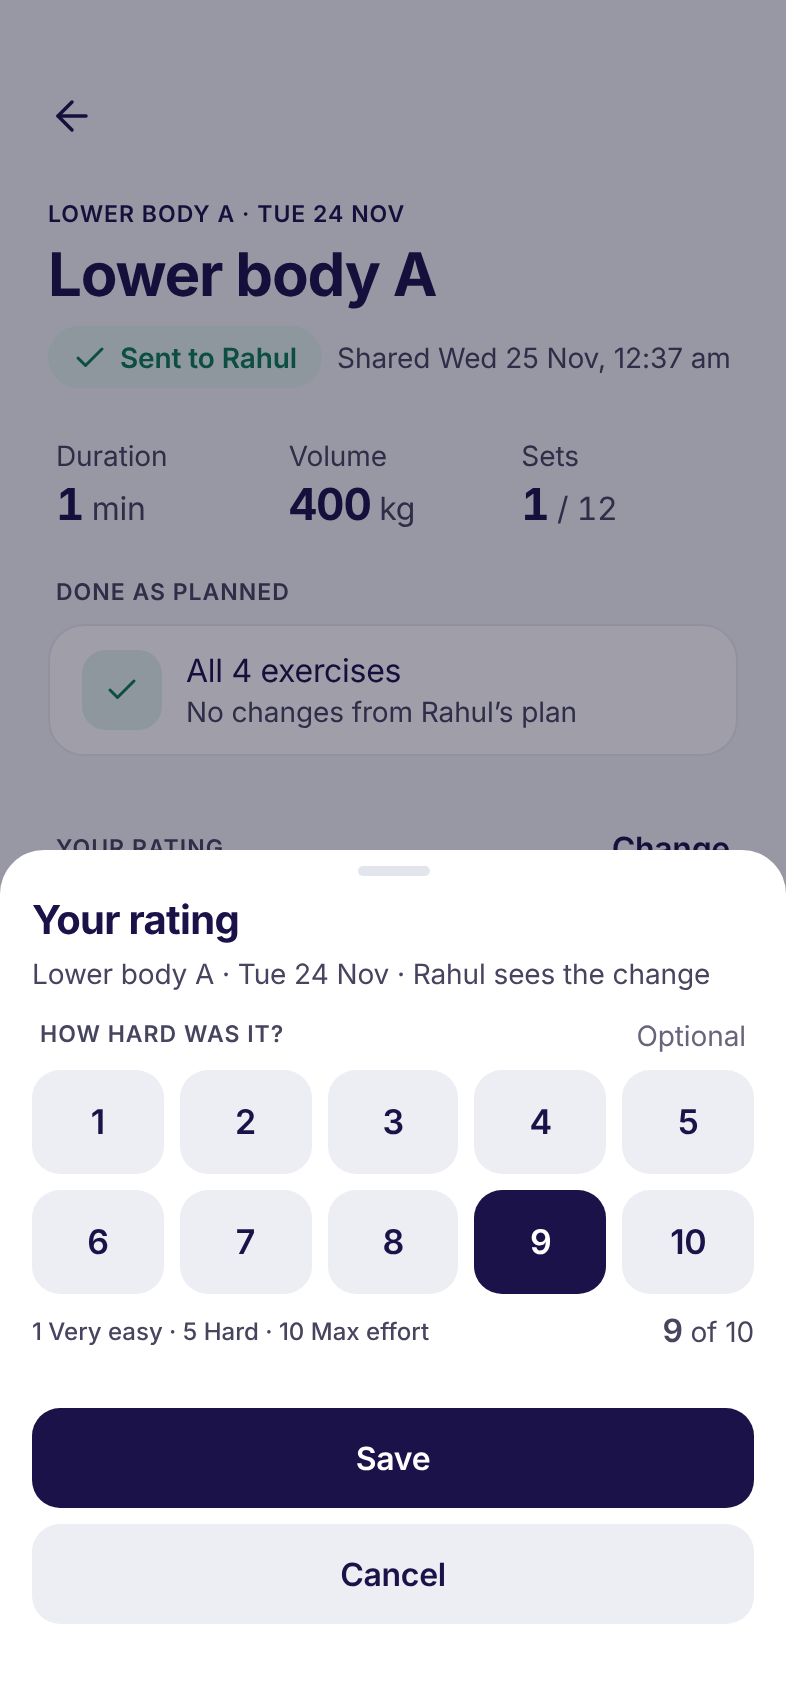 LOWER BODY A · TUE 24 NOV
Lower body A
Sent to Rahul Shared Wed 25 Nov, 12:37 am
Duration Volume Sets
1 min 400 kg 1 / 12
DONE AS PLANNED
All 4 exercises
No changes from Rahul’s plan
YOUR RATING Change
Your rating
Lower body A · Tue 24 Nov · Rahul sees the change
HOW HARD WAS IT? Optional
1 2 3 4 5
6 7 8 9 10
1 Very easy · 5 Hard · 10 Max effort 9 of 10
Save
Cancel